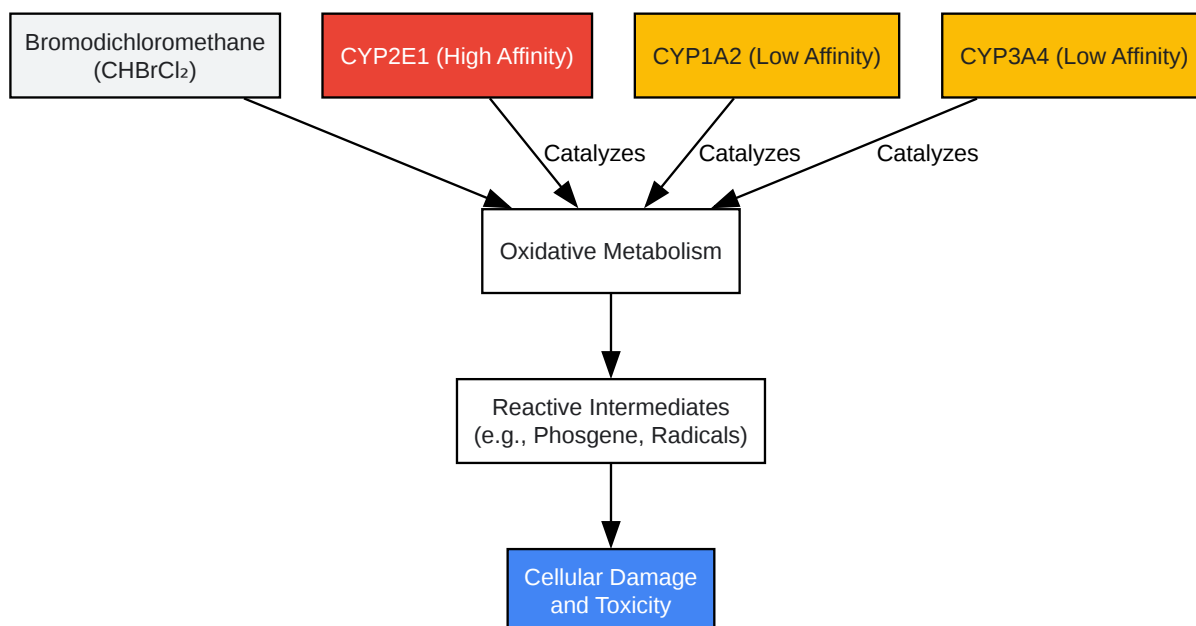 Bromodichloromethane
(CHBrCl₂)
CYP2E1 (High Affinity)
CYP1A2 (Low Affinity)
CYP3A4 (Low Affinity)
Catalyzes
Catalyzes
Catalyzes
Oxidative Metabolism
Reactive Intermediates
(e.g., Phosgene, Radicals)
Cellular Damage
and Toxicity